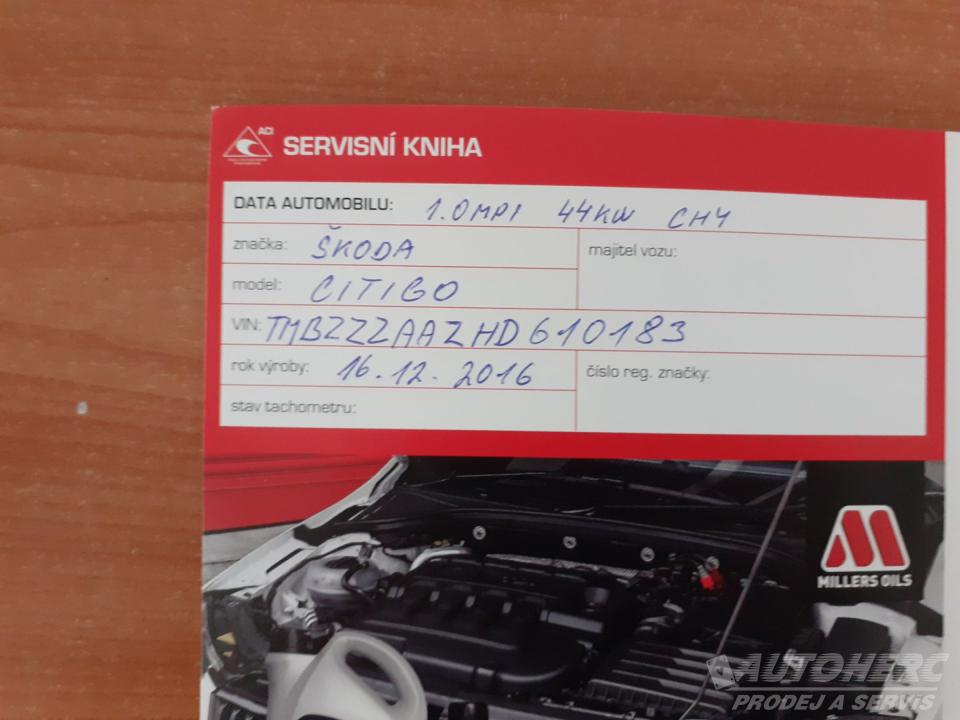 ACI
SERVISNÍ KNIHA
DATA AUTOMOBILU: 1.0MPI 44KW CHY
značka: ŠKODA
majitel vozu:
model: CITIGO
VIN: TMBZZZAAZHD610183
rok výroby: 16.12.2016
číslo reg. značky:
stav tachometru:
MILLERS OILS
AUTOHERC
PRODEJ A SERVIS